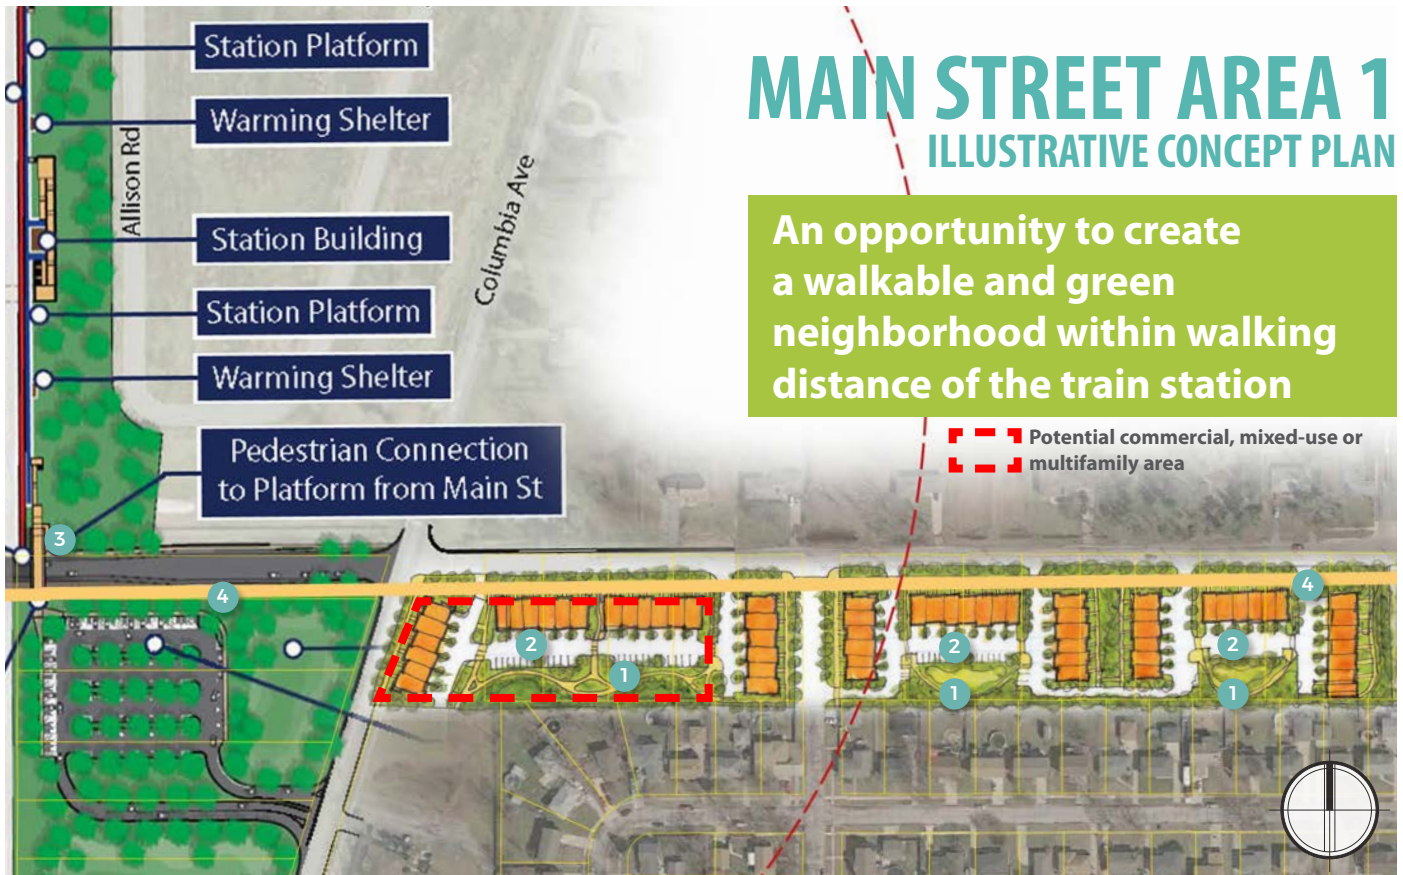 MAIN STREET AREA 1
ILLUSTRATIVE CONCEPT PLAN
An opportunity to create
a walkable and green
neighborhood within walking
distance of the train station
Potential commercial, mixed-use or
multifamily area
Station Platform
Warming Shelter
Allison Rd
Columbia Ave
Station Building
Station Platform
Warming Shelter
Pedestrian Connection
to Platform from Main St
3
4
4
2
2
2
1
1
1